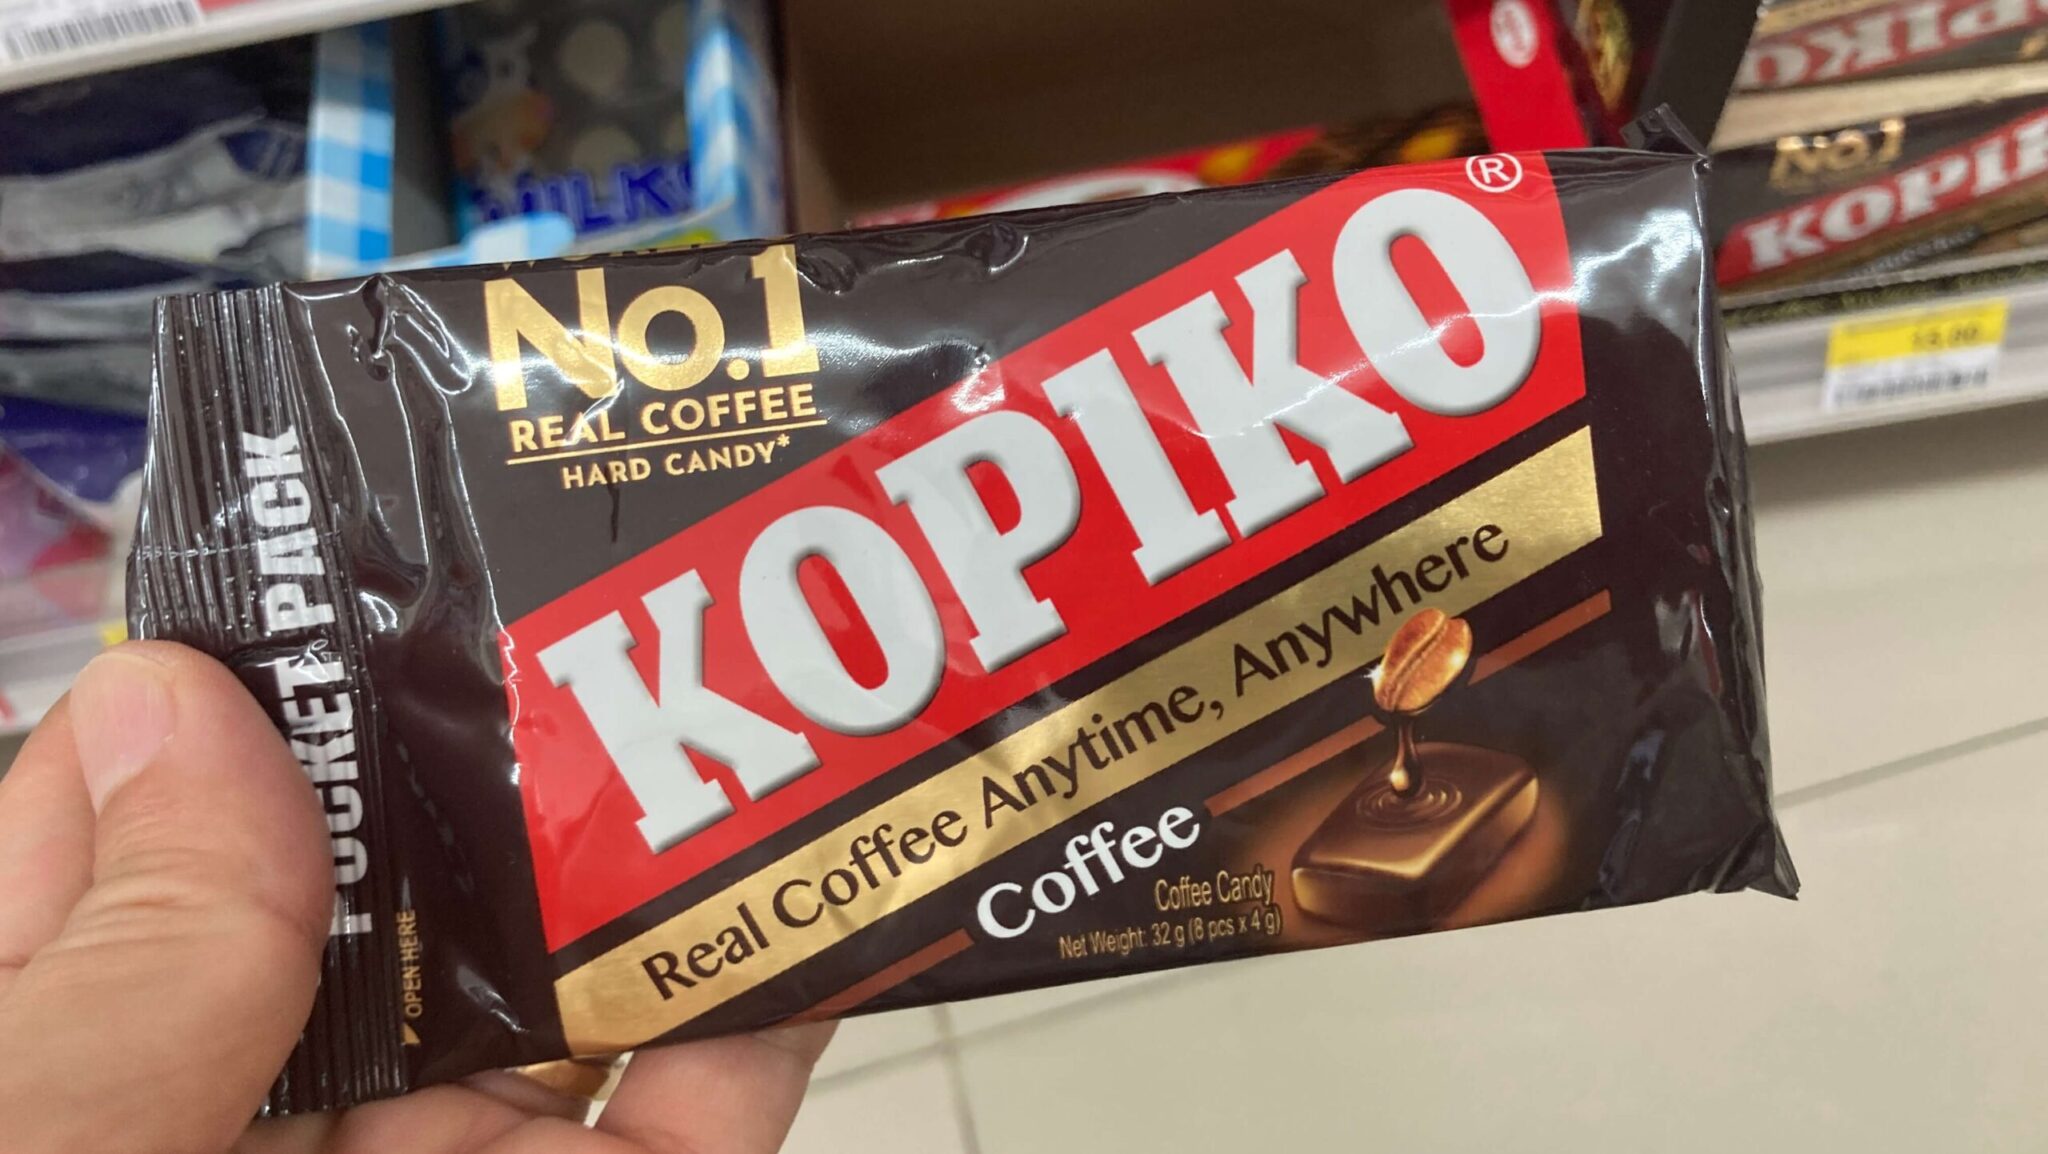 No.1
REAL COFFEE
HARD CANDY*
KOPIKO®
Real Coffee Anytime, Anywhere
Coffee
Coffee Candy
Net Weight: 32 g (8 pcs x 4 g)
POCKET PACK
OPEN HERE
MILK
No.1
KOPIKO